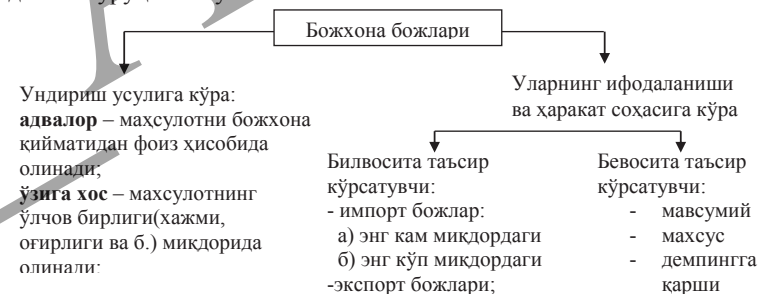 Божхона божлари
Ундириш усулига кўра:
адвалор – маҳсулотни божхона
қийматидан фоиз ҳисобида
олинади;
ўзига хос – махсулотнинг
ўлчов бирлиги(хажми,
оғирлиги ва б.) миқдорида
олинади;
Уларнинг ифодаланиши
ва ҳаракат соҳасига кўра
Билвосита таъсир
кўрсатувчи:
- импорт божлар:
а) энг кам миқдордаги
б) энг кўп миқдордаги
-экспорт божлари;
Бевосита таъсир
кўрсатувчи:
- мавсумий
- махсус
- демпингга
қарши